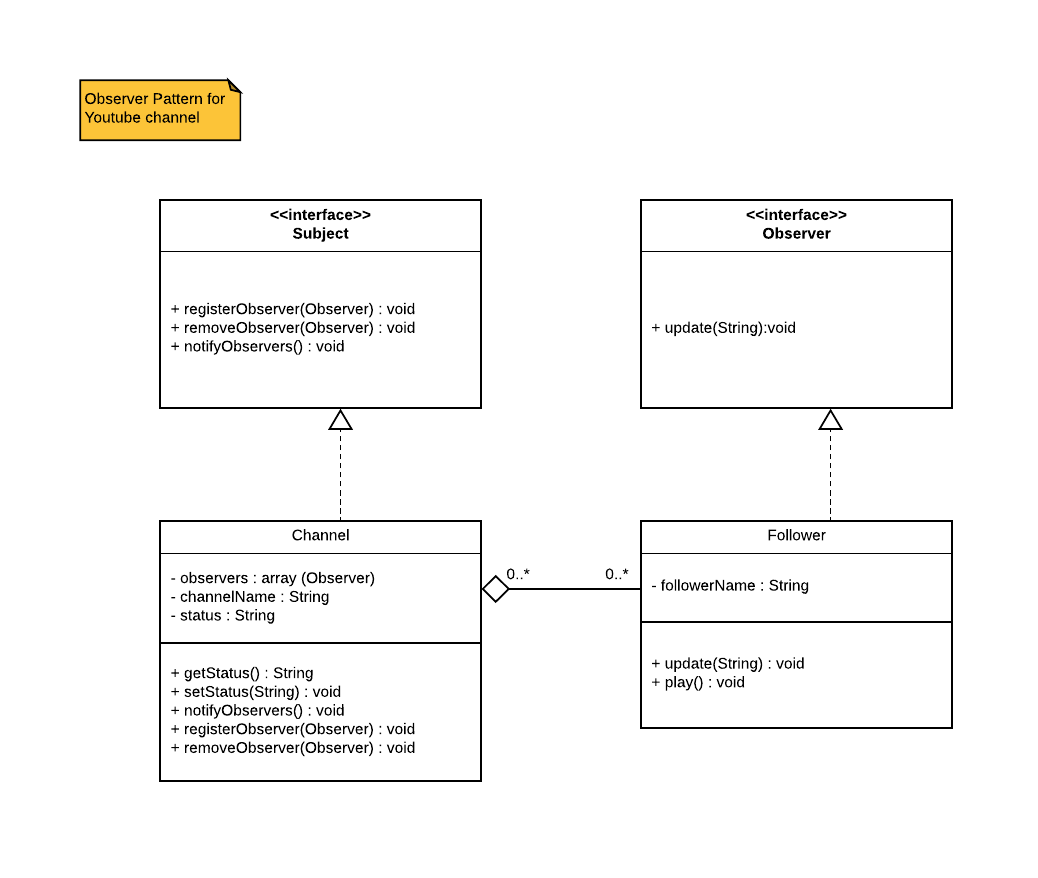 Observer Pattern for
Youtube channel
<<interface>>
Subject
+ registerObserver(Observer) : void
+ removeObserver(Observer) : void
+ notifyObservers() : void
<<interface>>
Observer
+ update(String):void
Channel
- observers : array (Observer)
- channelName : String
- status : String
+ getStatus() : String
+ setStatus(String) : void
+ notifyObservers() : void
+ registerObserver(Observer) : void
+ removeObserver(Observer) : void
0..*
0..*
Follower
- followerName : String
+ update(String) : void
+ play() : void